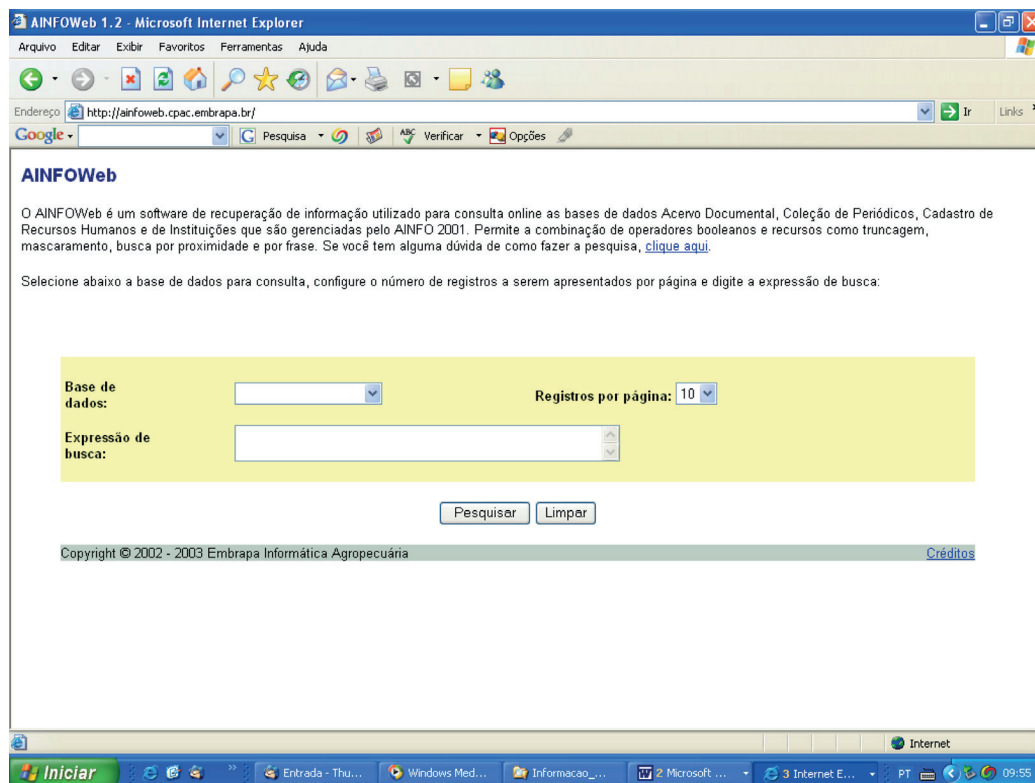 AINFOWeb 1.2 - Microsoft Internet Explorer
Arquivo Editar Exibir Favoritos Ferramentas Ajuda
Endereço http://ainfoweb.cpac.embrapa.br/ Ir Links
Google Pesquisa ABC Verificar Opções
AINFOWeb
O AINFOWeb é um software de recuperação de informação utilizado para consulta online as bases de dados Acervo Documental, Coleção de Periódicos, Cadastro de
Recursos Humanos e de Instituições que são gerenciadas pelo AINFO 2001. Permite a combinação de operadores booleanos e recursos como truncagem,
mascaramento, busca por proximidade e por frase. Se você tem alguma dúvida de como fazer a pesquisa, clique aqui.
Selecione abaixo a base de dados para consulta, configure o número de registros a serem apresentados por página e digite a expressão de busca:
Base de
dados:
Registros por página: 10
Expressão de
busca:
Pesquisar Limpar
Copyright © 2002 - 2003 Embrapa Informática Agropecuária Créditos
Internet
Iniciar » Entrada - Thu... Windows Med... Informacao_... 2 Microsoft ... 3 Internet E... PT 09:55